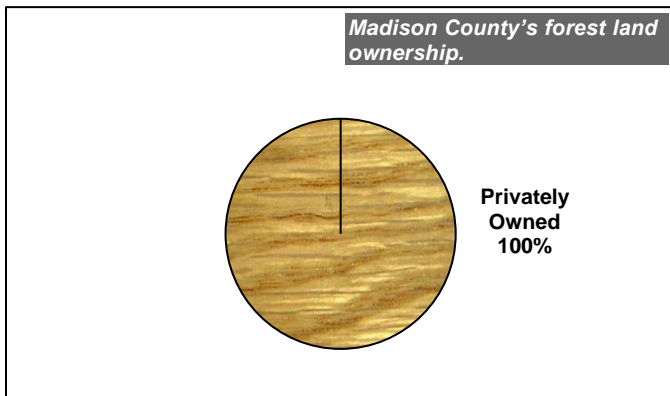 Madison County's forest land
ownership.
Privately
Owned
100%